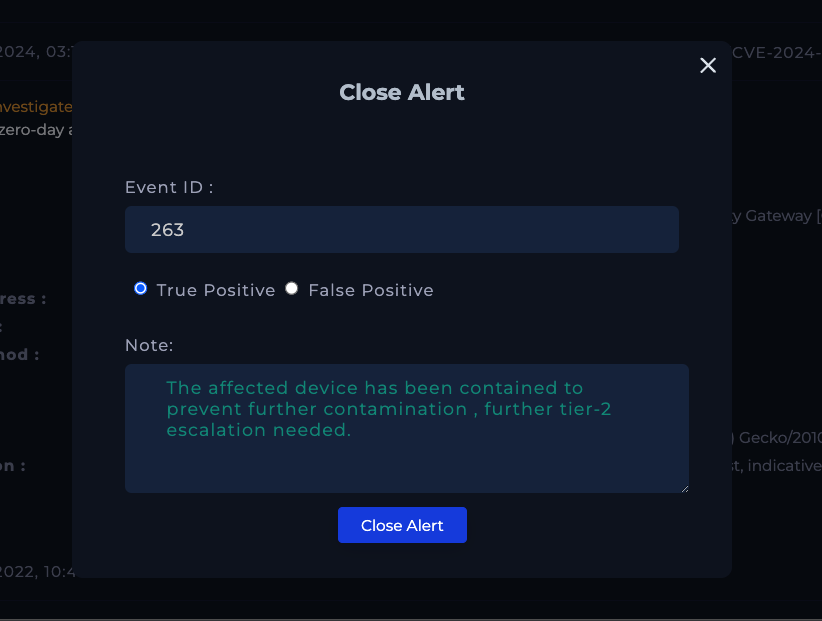 2024, 03:
CVE-2024-
Close Alert
nvestigate
zero-day a
Event ID :
263
y Gateway [
True Positive False Positive
ress :
:
Note:
nod :
The affected device has been contained to
prevent further contamination , further tier-2
escalation needed.
) Gecko/2010
on :
st, indicative
Close Alert
2022, 10:4